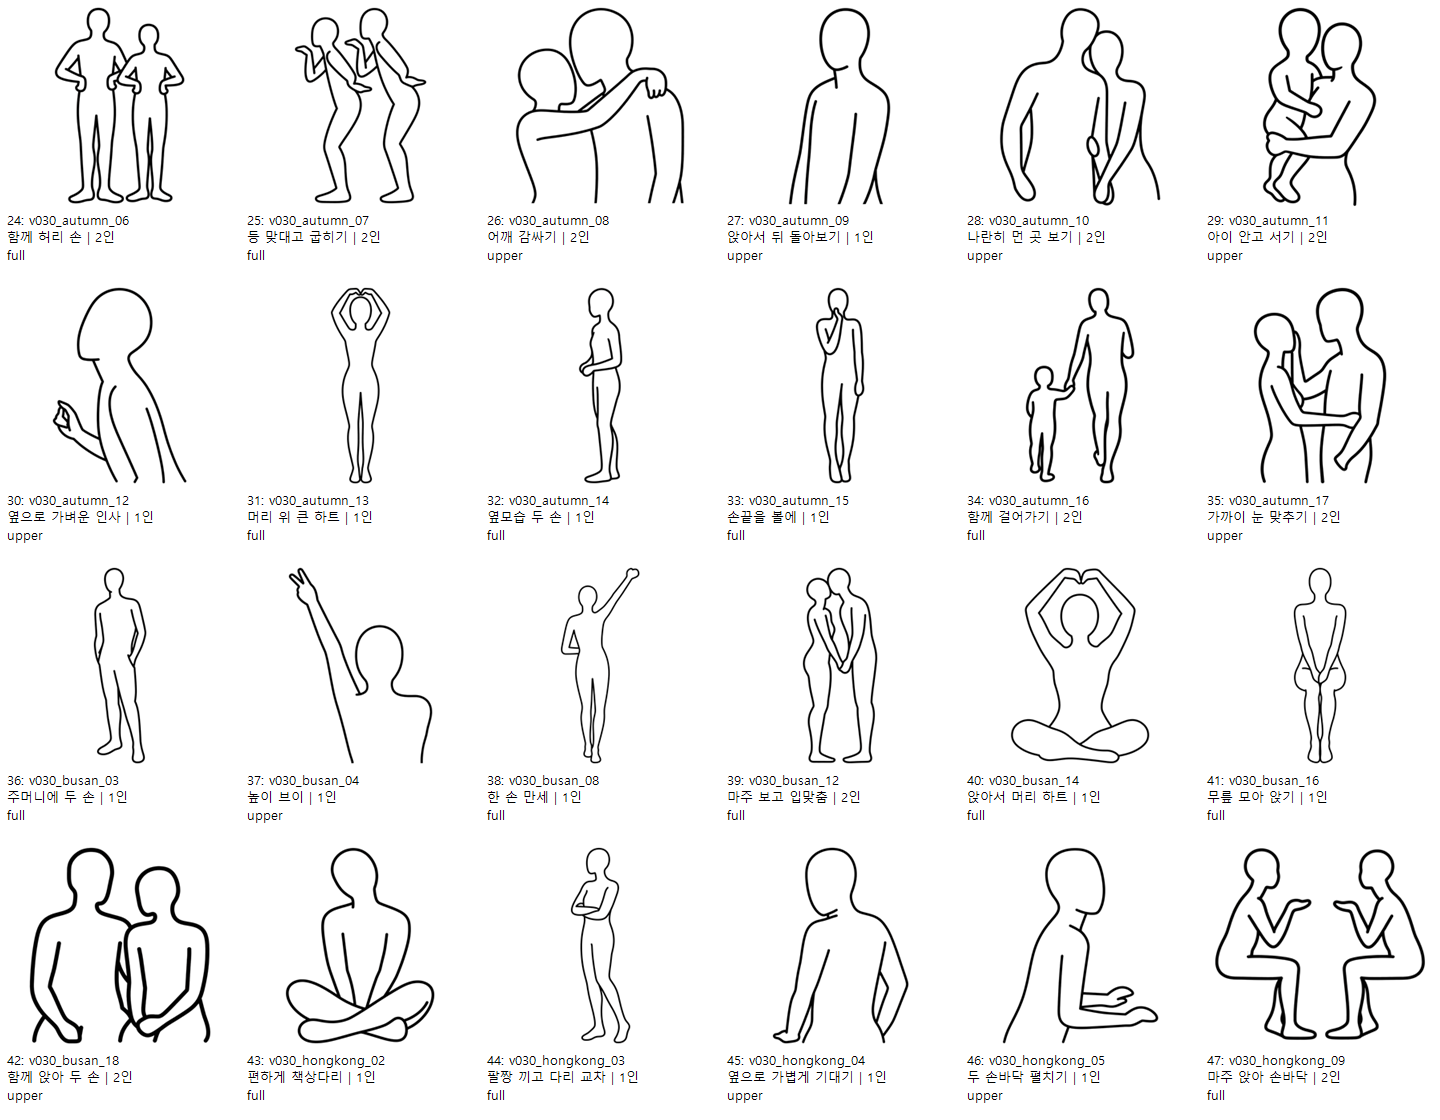 24: v030_autumn_06
함께 허리 손 | 2인
full
25: v030_autumn_07
등 맞대고 굽히기 | 2인
full
26: v030_autumn_08
어깨 감싸기 | 2인
upper
27: v030_autumn_09
앉아서 뒤 돌아보기 | 1인
upper
28: v030_autumn_10
나란히 먼 곳 보기 | 2인
upper
29: v030_autumn_11
아이 안고 서기 | 2인
upper
30: v030_autumn_12
옆으로 가벼운 인사 | 1인
upper
31: v030_autumn_13
머리 위 큰 하트 | 1인
full
32: v030_autumn_14
옆모습 두 손 | 1인
full
33: v030_autumn_15
손끝을 볼에 | 1인
full
34: v030_autumn_16
함께 걸어가기 | 2인
full
35: v030_autumn_17
가까이 눈 맞추기 | 2인
upper
36: v030_busan_03
주머니에 두 손 | 1인
full
37: v030_busan_04
높이 브이 | 1인
upper
38: v030_busan_08
한 손 만세 | 1인
full
39: v030_busan_12
마주 보고 입맞춤 | 2인
full
40: v030_busan_14
앉아서 머리 하트 | 1인
full
41: v030_busan_16
무릎 모아 앉기 | 1인
full
42: v030_busan_18
함께 앉아 두 손 | 2인
upper
43: v030_hongkong_02
편하게 책상다리 | 1인
full
44: v030_hongkong_03
팔짱 끼고 다리 교차 | 1인
full
45: v030_hongkong_04
옆으로 가볍게 기대기 | 1인
upper
46: v030_hongkong_05
두 손바닥 펼치기 | 1인
upper
47: v030_hongkong_09
마주 앉아 손바닥 | 2인
full